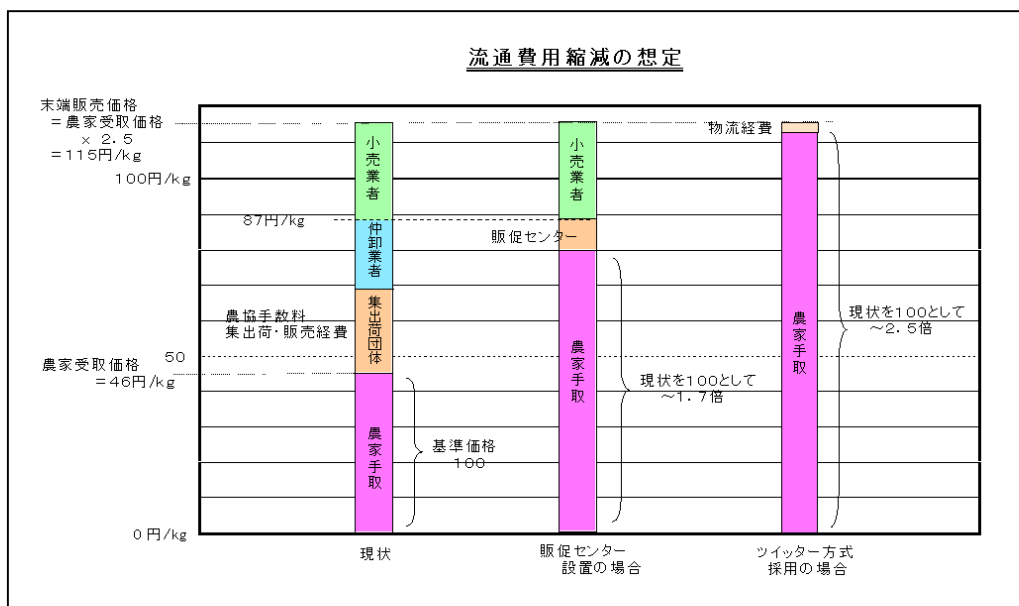 流通費用縮減の想定
末端販売価格
＝農家受取価格
× ２.５
＝115円/kg
100円/kg
87円/kg
農協手数料
集出荷・販売経費
50
農家受取価格
＝46円/kg
0円/kg
小売業者
仲卸業者
集出荷団体
農家手取
基準価格
100
現状
小売業者
販促センター
農家手取
現状を100として
～1.7倍
販促センター
設置の場合
物流経費
農家手取
現状を100として
～2.5倍
ツイッター方式
採用の場合